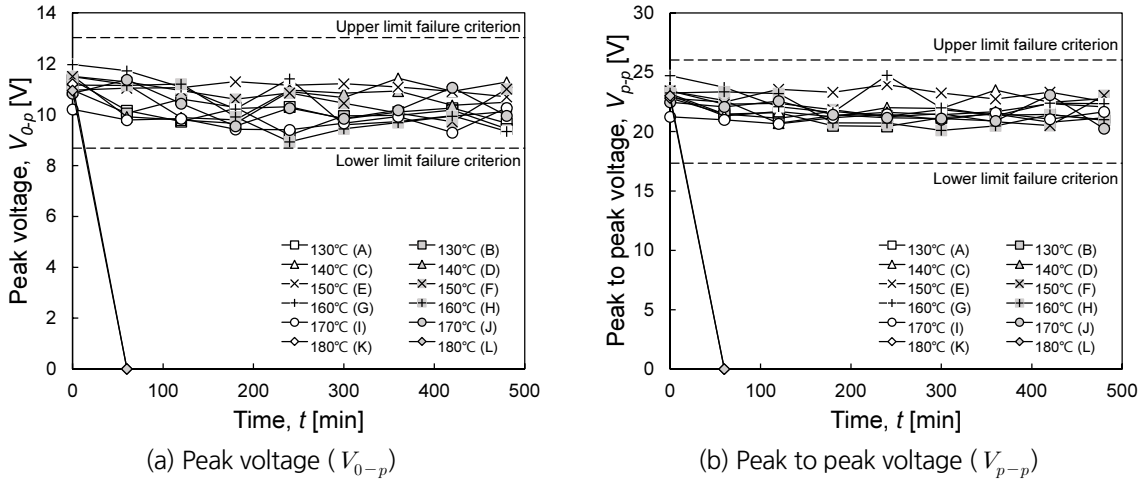 14
12
10
8
6
4
2
0
Peak voltage, V0-p [V]
Upper limit failure criterion
Lower limit failure criterion
130℃ (A) 130℃ (B)
140℃ (C) 140℃ (D)
150℃ (E) 150℃ (F)
160℃ (G) 160℃ (H)
170℃ (I) 170℃ (J)
180℃ (K) 180℃ (L)
0 100 200 300 400 500
Time, t [min]
(a) Peak voltage ( V0−p)
30
25
20
15
10
5
0
Peak to peak voltage, Vp-p [V]
Upper limit failure criterion
Lower limit failure criterion
130℃ (A) 130℃ (B)
140℃ (C) 140℃ (D)
150℃ (E) 150℃ (F)
160℃ (G) 160℃ (H)
170℃ (I) 170℃ (J)
180℃ (K) 180℃ (L)
0 100 200 300 400 500
Time, t [min]
(b) Peak to peak voltage ( Vp−p)